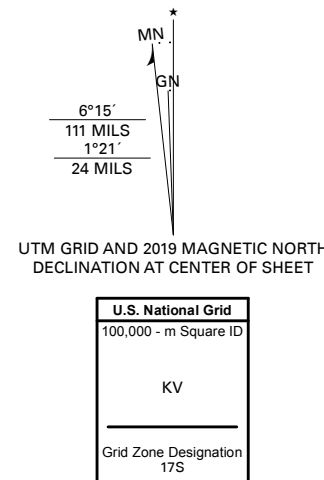 ★
MN
GN
6°15´
111 MILS
1°21´
24 MILS
UTM GRID AND 2019 MAGNETIC NORTH
DECLINATION AT CENTER OF SHEET
U.S. National Grid
100,000 - m Square ID
KV
Grid Zone Designation
17S